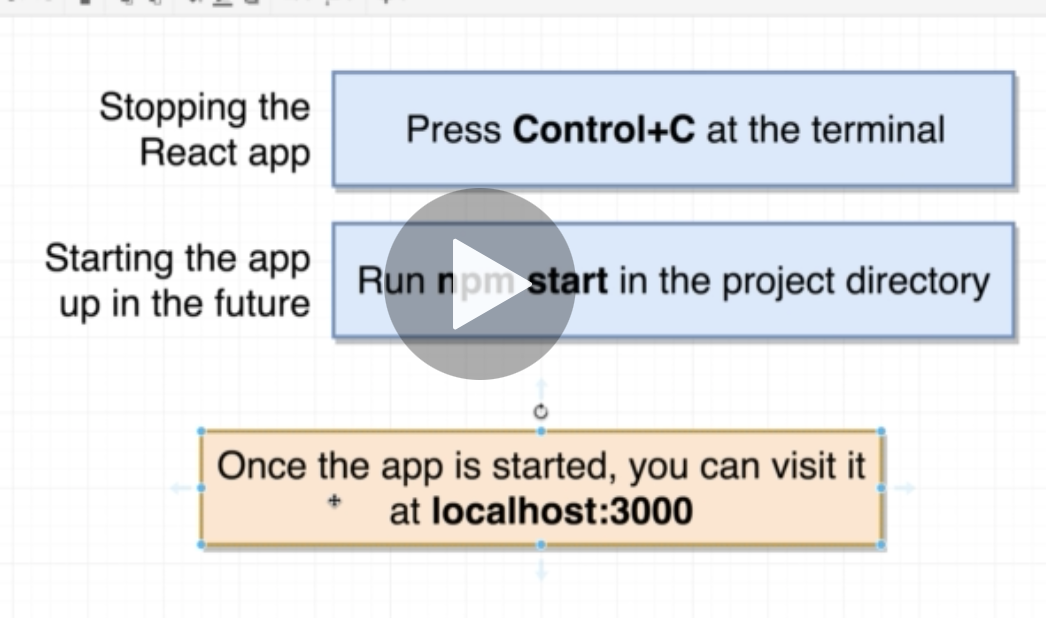 Stopping the
React app
Press Control+C at the terminal
Starting the app
up in the future
Run npm start in the project directory
Once the app is started, you can visit it
at localhost:3000